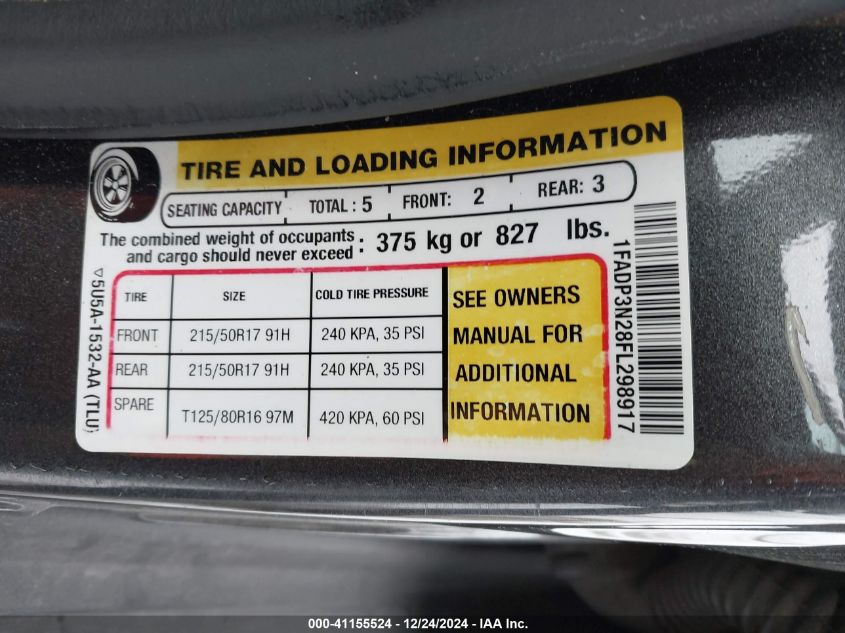 TIRE AND LOADING INFORMATION
SEATING CAPACITY TOTAL : 5 FRONT: 2 REAR: 3
The combined weight of occupants
and cargo should never exceed : 375 kg or 827 lbs.
TIRE SIZE COLD TIRE PRESSURE
FRONT 215/50R17 91H 240 KPA, 35 PSI
REAR 215/50R17 91H 240 KPA, 35 PSI
SPARE T125/80R16 97M 420 KPA, 60 PSI
SEE OWNERS
MANUAL FOR
ADDITIONAL
INFORMATION
5U5A-1532-AA (TLU)
1FADP3N28FL298917
000-41155524 - 12/24/2024 - IAA Inc.